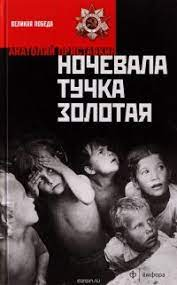 ВЕЛИКАЯ ПОБЕДА
АНАТОЛИЙ ПРИСТАВКИН
НОЧЕВАЛА
ТУЧКА
ЗОЛОТАЯ
Ф амфора